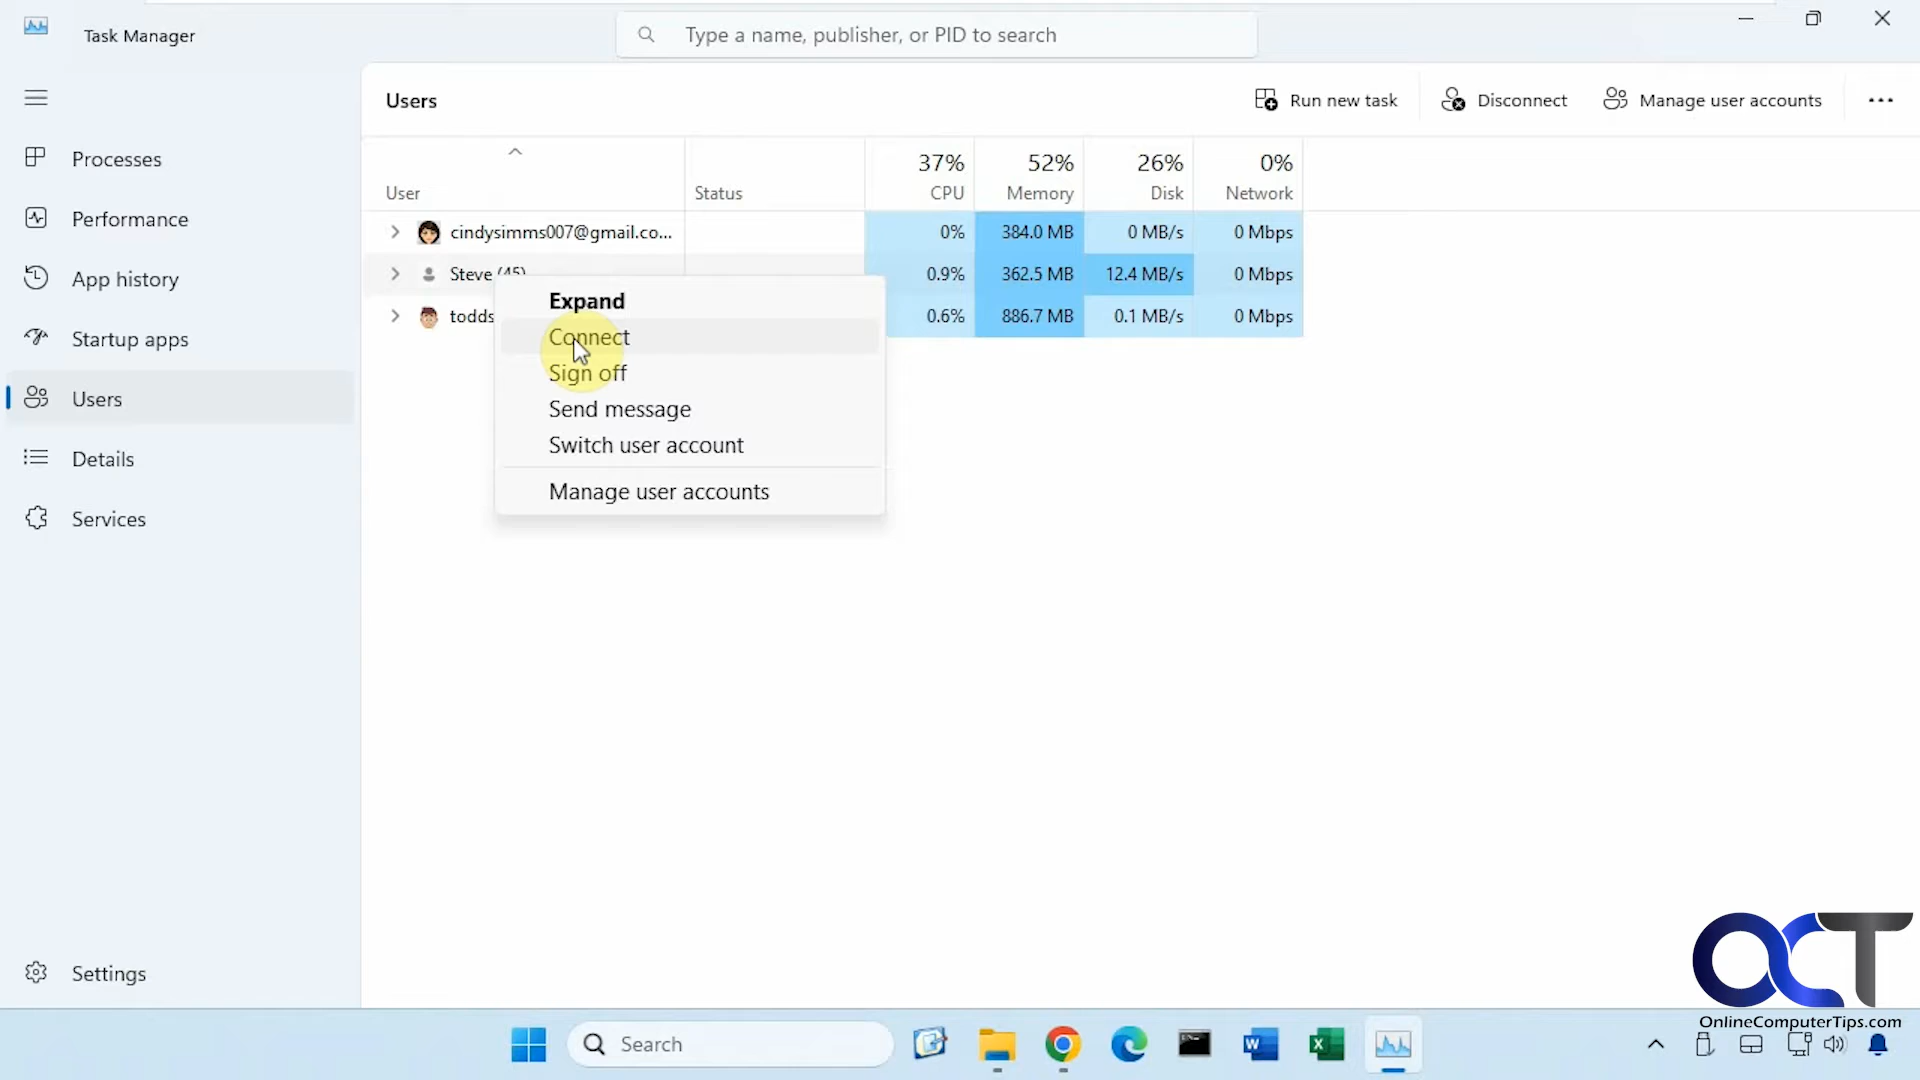 Task Manager
Type a name, publisher, or PID to search
Users
Run new task
Disconnect
Manage user accounts
Processes
Performance
App history
Startup apps
Users
Details
Services
Settings
37% 52% 26% 0%
User Status CPU Memory Disk Network
cindysimms007@gmail.co... 0% 384.0 MB 0 MB/s 0 Mbps
Steve (45) 0.9% 362.5 MB 12.4 MB/s 0 Mbps
todds 0.6% 886.7 MB 0.1 MB/s 0 Mbps
Expand
Connect
Sign off
Send message
Switch user account
Manage user accounts
OCT
OnlineComputerTips.com
Search